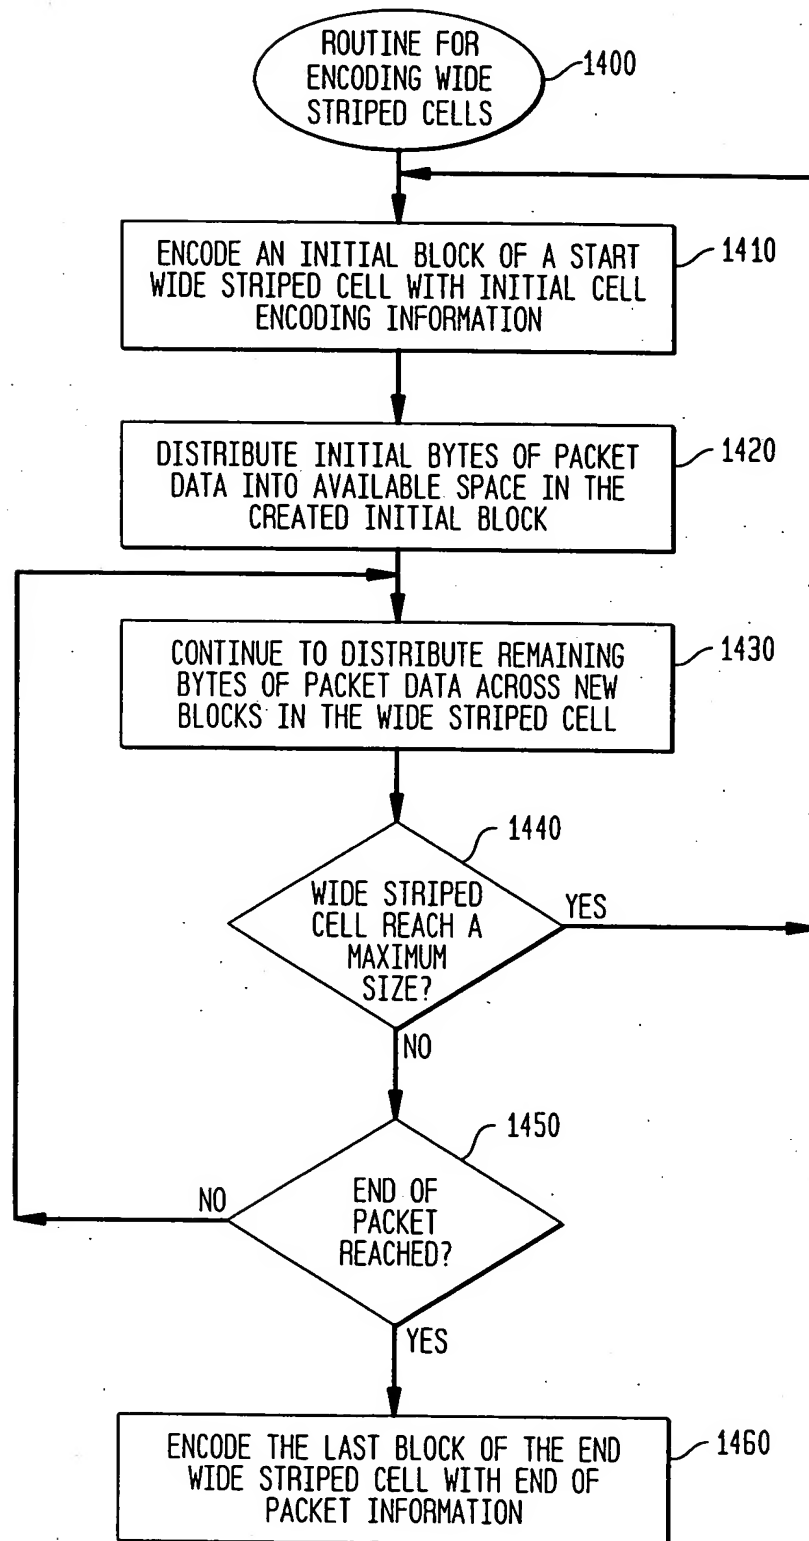 ROUTINE FOR
ENCODING WIDE
STRIPED CELLS
1400
ENCODE AN INITIAL BLOCK OF A START
WIDE STRIPED CELL WITH INITIAL CELL
ENCODING INFORMATION
1410
DISTRIBUTE INITIAL BYTES OF PACKET
DATA INTO AVAILABLE SPACE IN THE
CREATED INITIAL BLOCK
1420
CONTINUE TO DISTRIBUTE REMAINING
BYTES OF PACKET DATA ACROSS NEW
BLOCKS IN THE WIDE STRIPED CELL
1430
WIDE STRIPED
CELL REACH A
MAXIMUM
SIZE?
1440
YES
NO
END OF
PACKET
REACHED?
1450
NO
YES
ENCODE THE LAST BLOCK OF THE END
WIDE STRIPED CELL WITH END OF
PACKET INFORMATION
1460